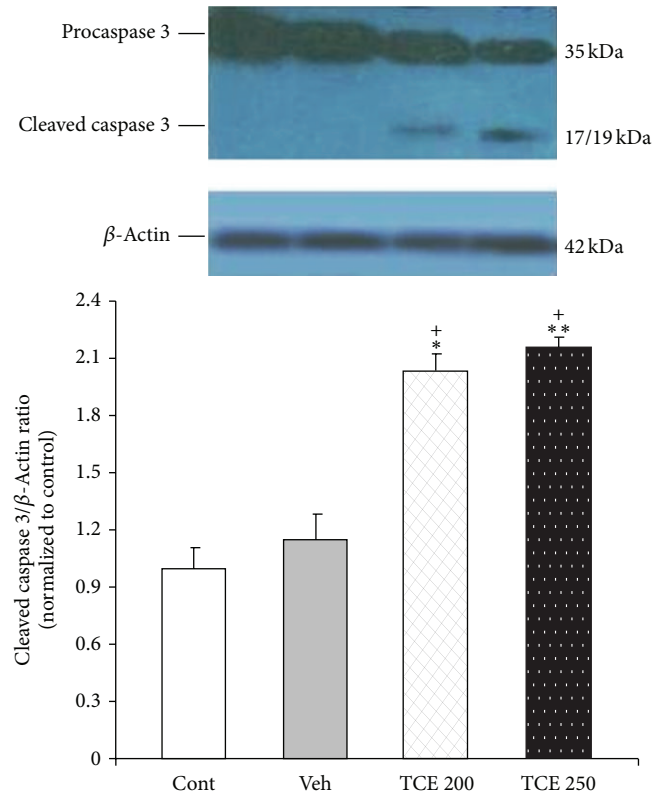 Procaspase 3
35 kDa
Cleaved caspase 3
17/19 kDa
β-Actin
42 kDa
Cleaved caspase 3/β-Actin ratio
(normalized to control)
2.4
2.1
1.8
1.5
1.2
0.9
0.6
0.3
0
+
*
+
**
Cont Veh TCE 200 TCE 250